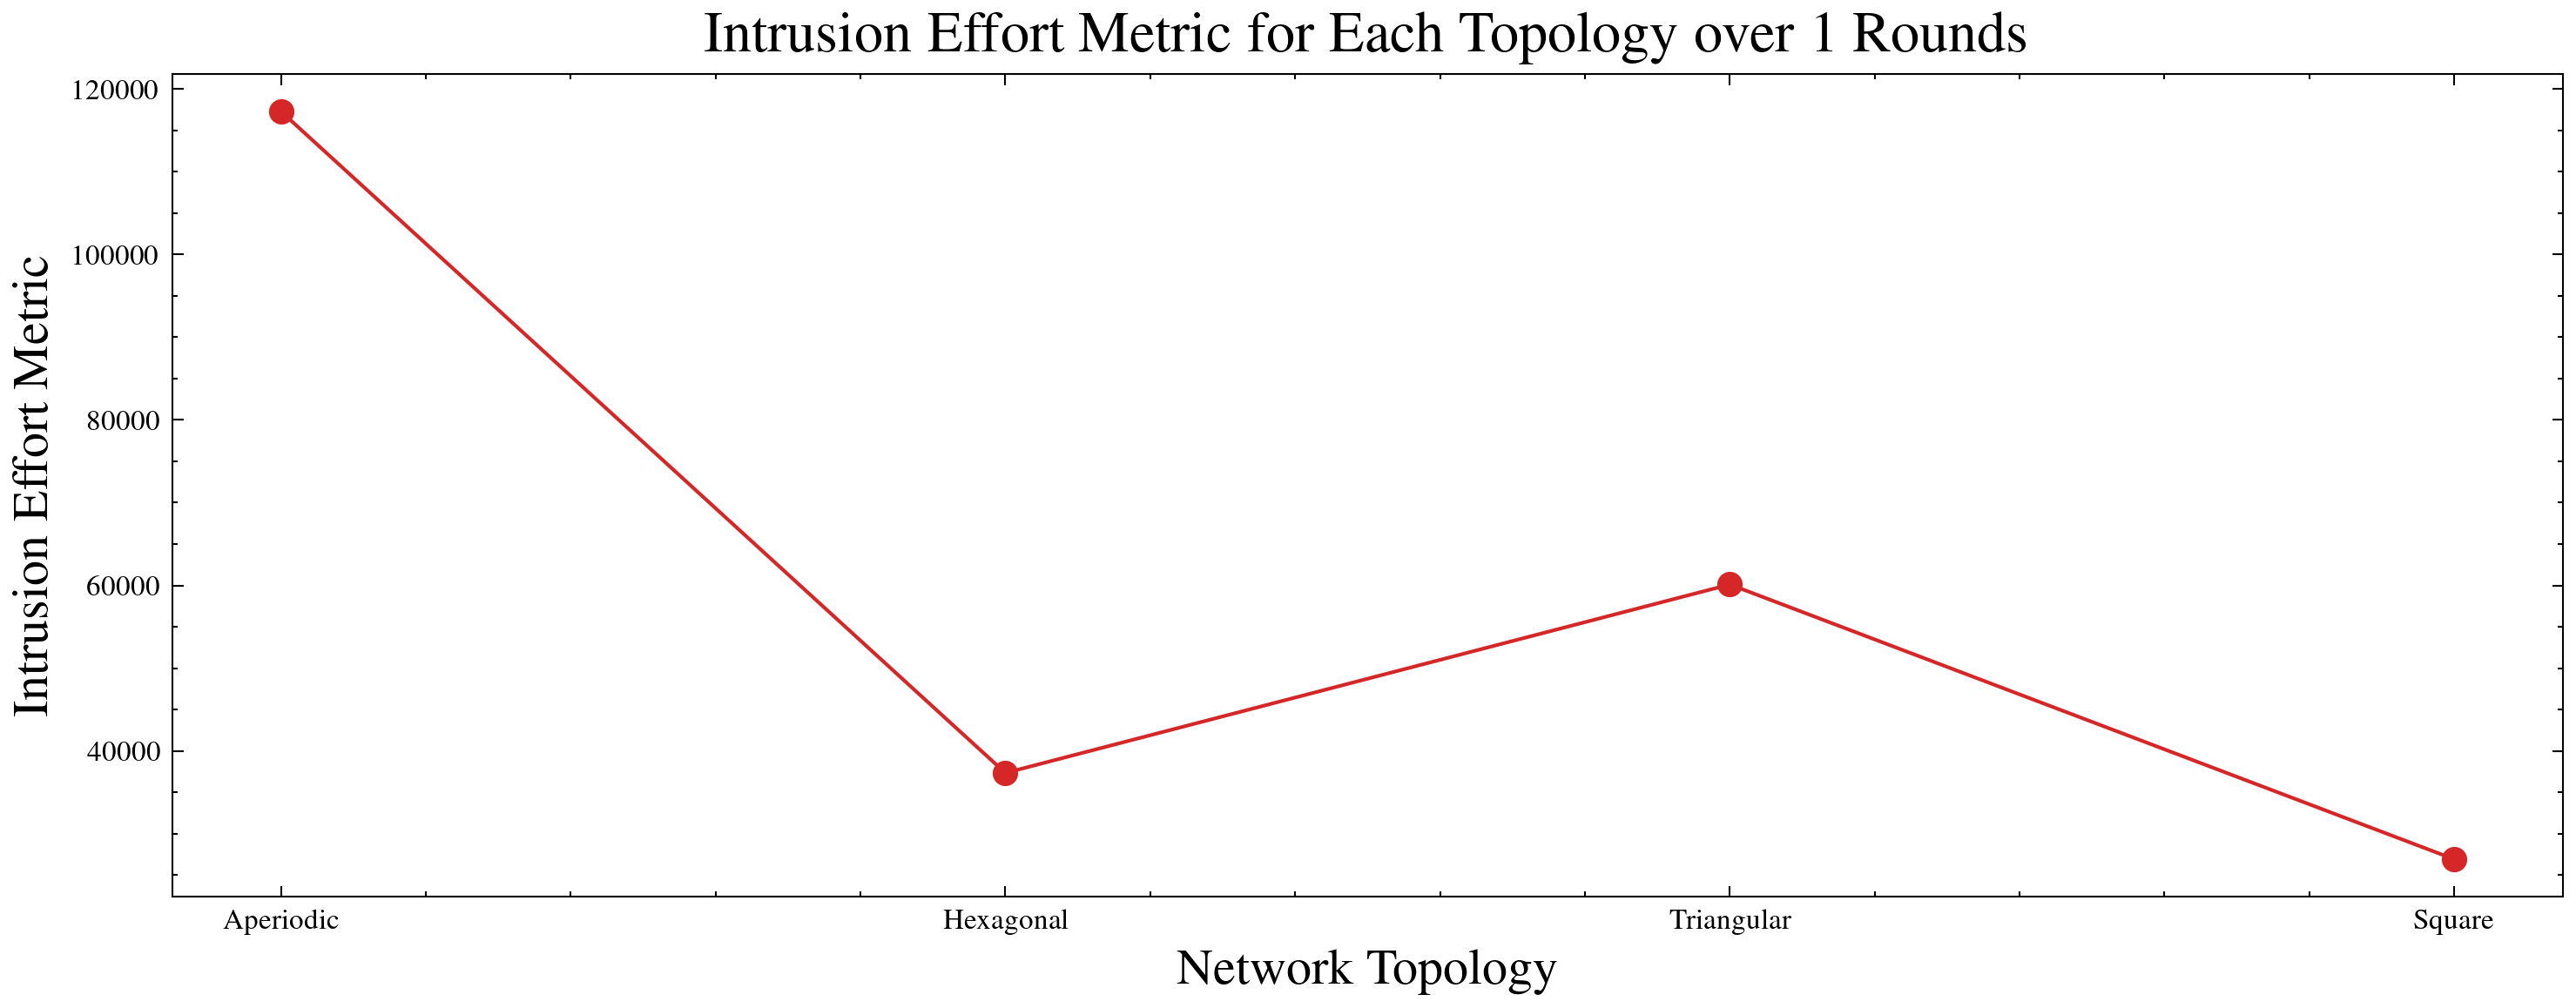 Intrusion Effort Metric for Each Topology over 1 Rounds
120000
100000
80000
60000
40000
Intrusion Effort Metric
Aperiodic
Hexagonal
Triangular
Square
Network Topology